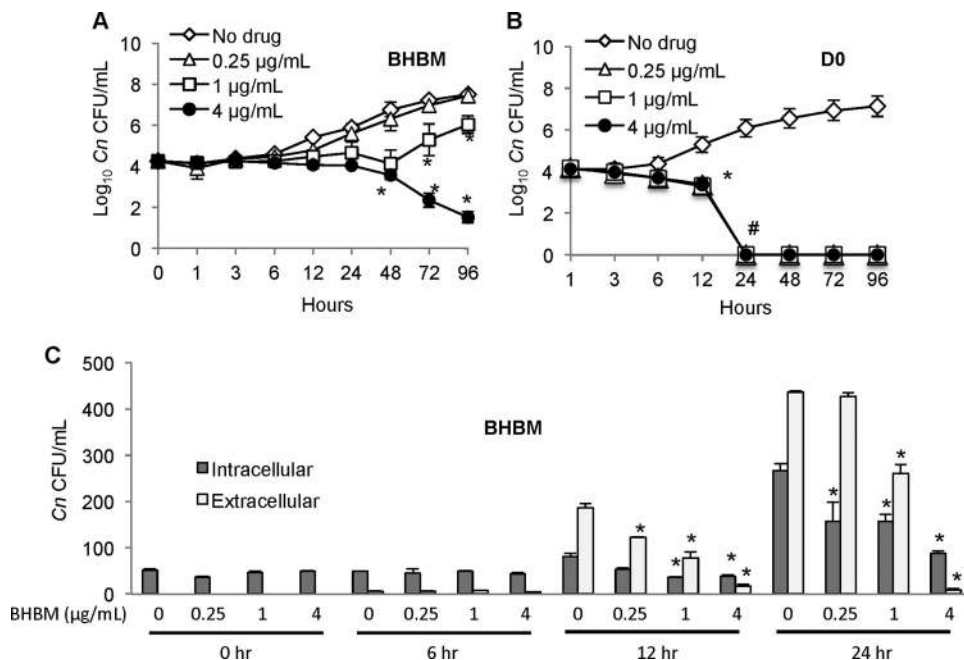 A
No drug
0.25 µg/mL
1 µg/mL
4 µg/mL
BHBM
10
8
6
4
2
0
Log10 Cn CFU/mL
*
*
*
*
*
0 1 3 6 12 24 48 72 96
Hours
B
No drug
0.25 µg/mL
1 µg/mL
4 µg/mL
D0
10
8
6
4
2
0
Log10 Cn CFU/mL
*
#
1 3 6 12 24 48 72 96
Hours
C
BHBM
500
400
300
200
100
0
Cn CFU/mL
Intracellular
Extracellular
* * * * *
* * * * *
BHBM (µg/mL) 0 0.25 1 4 0 0.25 1 4 0 0.25 1 4 0 0.25 1 4
0 hr 6 hr 12 hr 24 hr